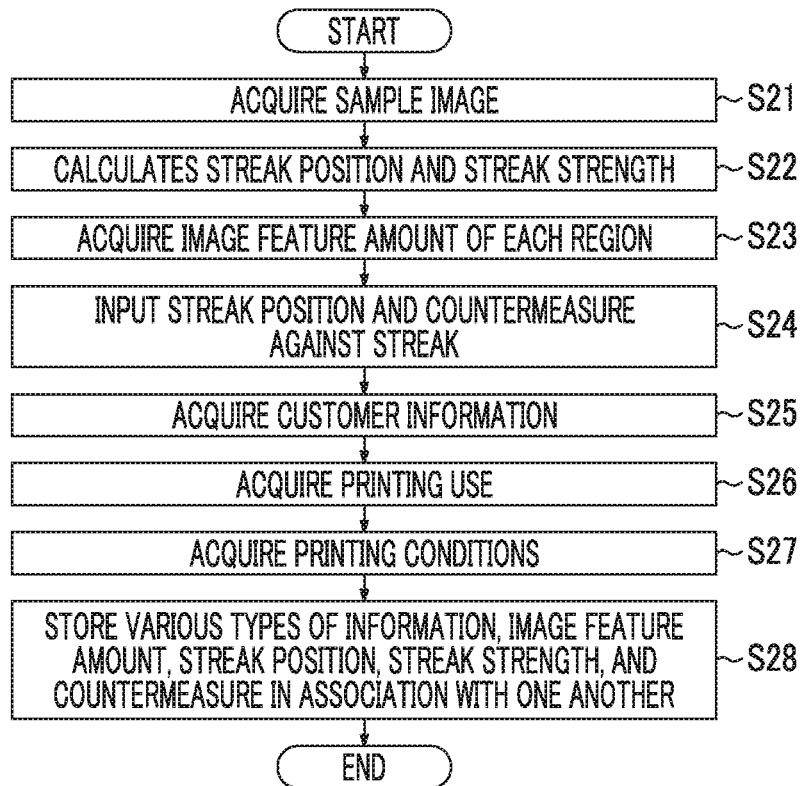 START
ACQUIRE SAMPLE IMAGE
~ S21
CALCULATES STREAK POSITION AND STREAK STRENGTH
~ S22
ACQUIRE IMAGE FEATURE AMOUNT OF EACH REGION
~ S23
INPUT STREAK POSITION AND COUNTERMEASURE
AGAINST STREAK
~ S24
ACQUIRE CUSTOMER INFORMATION
~ S25
ACQUIRE PRINTING USE
~ S26
ACQUIRE PRINTING CONDITIONS
~ S27
STORE VARIOUS TYPES OF INFORMATION, IMAGE FEATURE
AMOUNT, STREAK POSITION, STREAK STRENGTH, AND
COUNTERMEASURE IN ASSOCIATION WITH ONE ANOTHER
~ S28
END